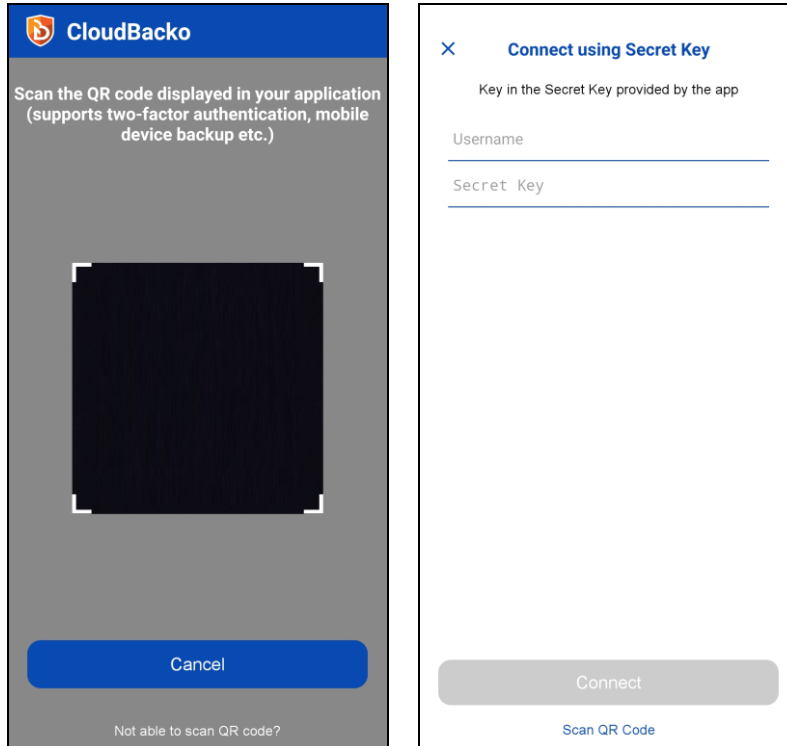 CloudBacko
Scan the QR code displayed in your application
(supports two-factor authentication, mobile
device backup etc.)
Cancel
Not able to scan QR code?
Connect using Secret Key
Key in the Secret Key provided by the app
Username
Secret Key
Connect
Scan QR Code